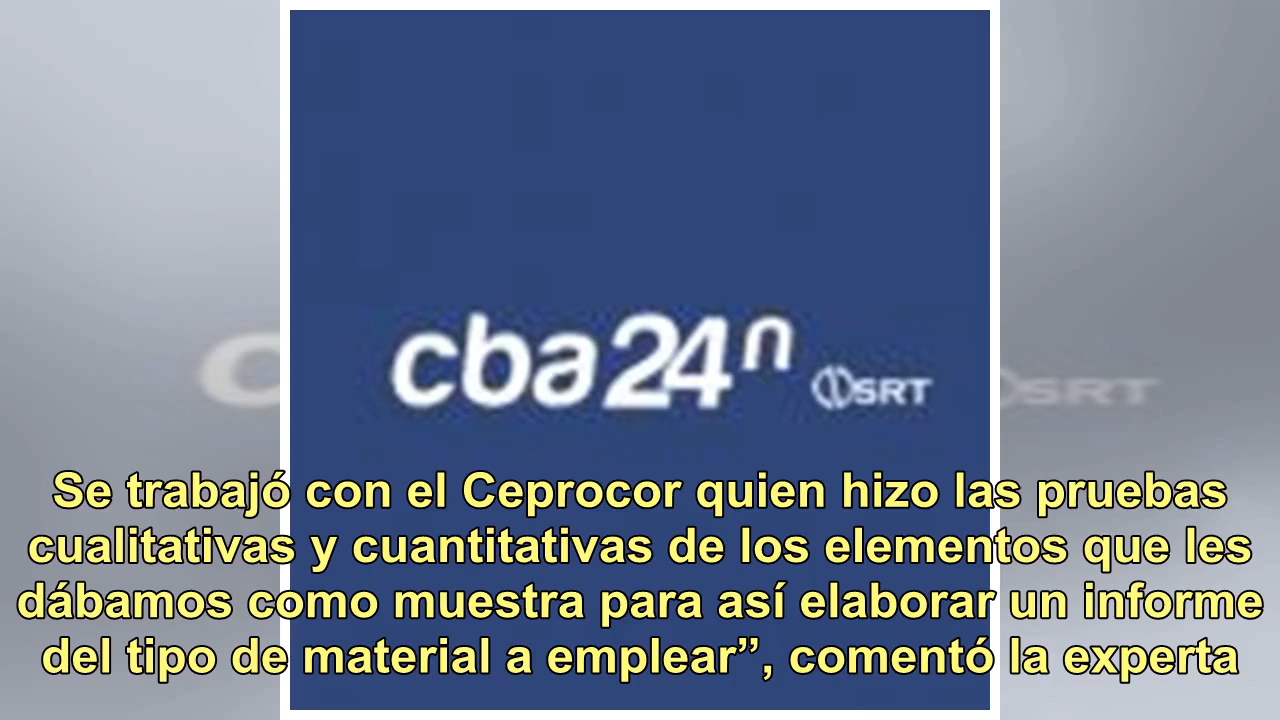 cba24n
SRT
Se trabajó con el Ceprocor quien hizo las pruebas
cualitativas y cuantitativas de los elementos que les
dábamos como muestra para así elaborar un informe
del tipo de material a emplear”, comentó la experta